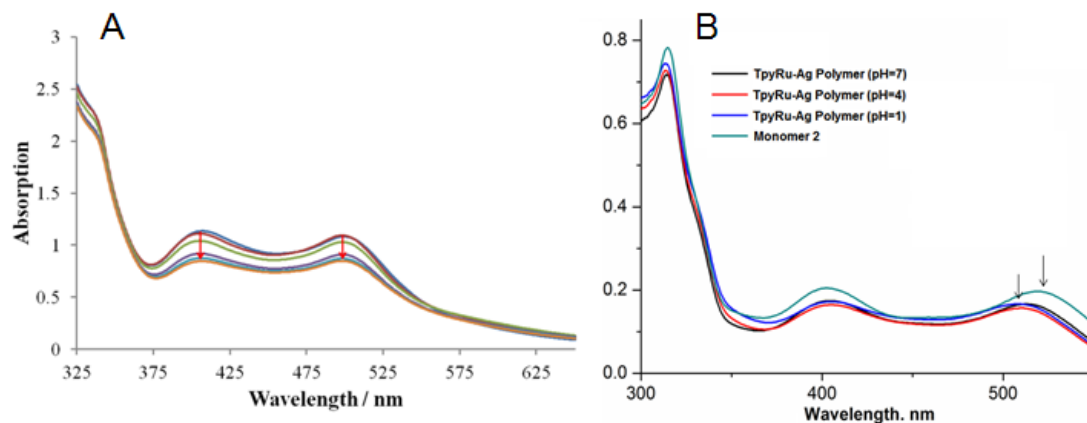 A
3
2.5
2
1.5
1
0.5
0
Absorption
325 375 425 475 525 575 625
Wavelength / nm
B
0.8
0.6
0.4
0.2
0.0
TpyRu-Ag Polymer (pH=7)
TpyRu-Ag Polymer (pH=4)
TpyRu-Ag Polymer (pH=1)
Monomer 2
300 400 500
Wavelength. nm